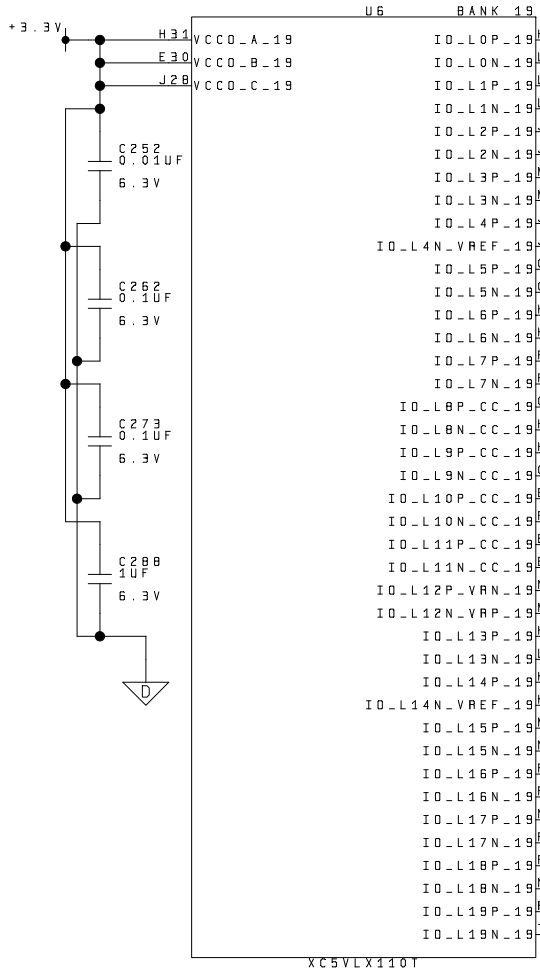 U6 BANK 19
+3.3V
H31 VCCO_A_19 IO_L0P_19
E30 VCCO_B_19 IO_L0N_19
J28 VCCO_C_19 IO_L1P_19
IO_L1N_19
C252 IO_L2P_19
0.01UF IO_L2N_19
6.3V IO_L3P_19
IO_L3N_19
IO_L4P_19
IO_L4N_VREF_19
IO_L5P_19
C262 IO_L5N_19
0.1UF
6.3V IO_L6P_19
IO_L6N_19
IO_L7P_19
IO_L7N_19
IO_L8P_CC_19
C273 IO_L8N_CC_19
0.1UF
6.3V IO_L9P_CC_19
IO_L9N_CC_19
IO_L10P_CC_19
IO_L10N_CC_19
IO_L11P_CC_19
C288 IO_L11N_CC_19
1UF
6.3V IO_L12P_VRN_19
IO_L12N_VRP_19
IO_L13P_19
IO_L13N_19
D IO_L14P_19
IO_L14N_VREF_19
IO_L15P_19
IO_L15N_19
IO_L16P_19
IO_L16N_19
IO_L17P_19
IO_L17N_19
IO_L18P_19
IO_L18N_19
IO_L19P_19
IO_L19N_19
XC5VLX110T